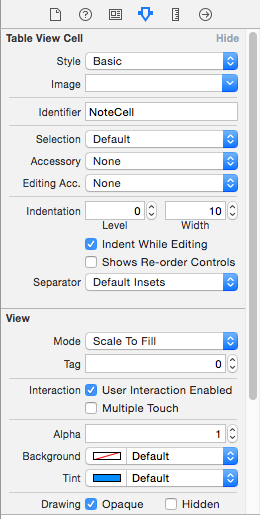 Table View Cell Hide
Style Basic
Image
Identifier NoteCell
Selection Default
Accessory None
Editing Acc. None
Indentation 0 10
Level Width
Indent While Editing
Shows Re-order Controls
Separator Default Insets
View
Mode Scale To Fill
Tag 0
Interaction User Interaction Enabled
Multiple Touch
Alpha 1
Background Default
Tint Default
Drawing Opaque Hidden